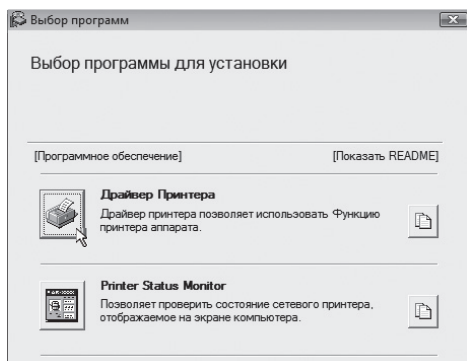 Выбор программ
Выбор программы для установки
[Программное обеспечение] [Показать README]
Драйвер Принтера
Драйвер принтера позволяет использовать Функцию
принтера аппарата.
Printer Status Monitor
Позволяет проверить состояние сетевого принтера,
отображаемое на экране компьютера.